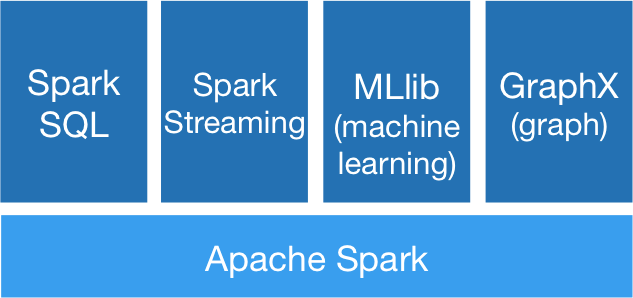 Spark
SQL
Spark
Streaming
MLlib
(machine
learning)
GraphX
(graph)
Apache Spark